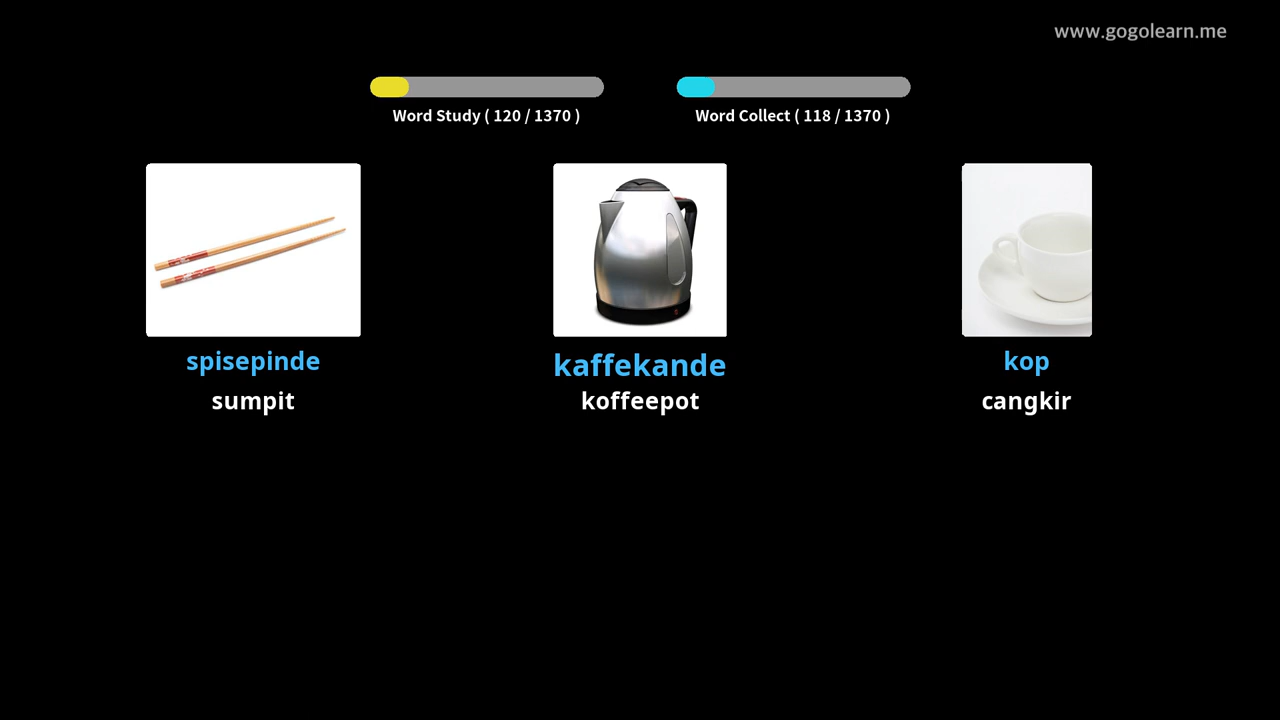 www.gogolearn.me
Word Study ( 120 / 1370 )
Word Collect ( 118 / 1370 )
spisepinde
kaffekande
kop
sumpit
koffeepot
cangkir